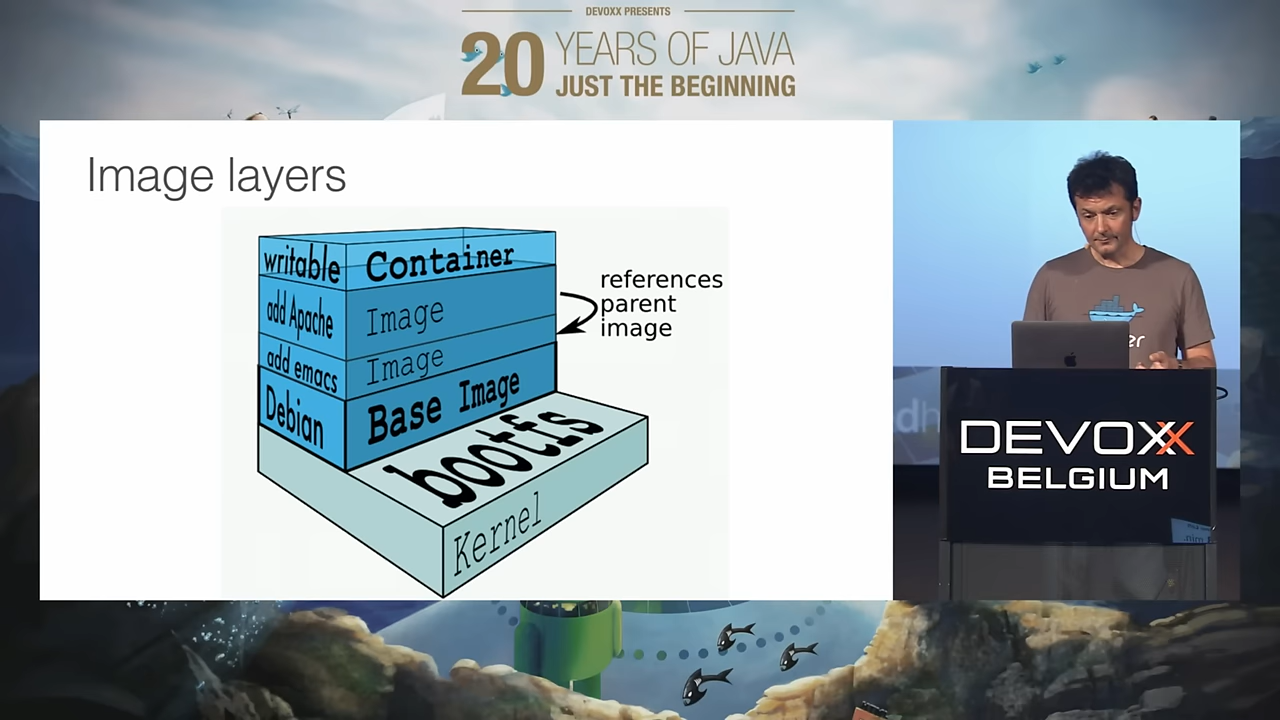 DEVOXX PRESENTS
20 YEARS OF JAVA
JUST THE BEGINNING
Image layers
writable Container
add Apache Image
add emacs Image
Debian Base Image
bootfs
Kernel
references
parent
image
er
DEVOXX
BELGIUM